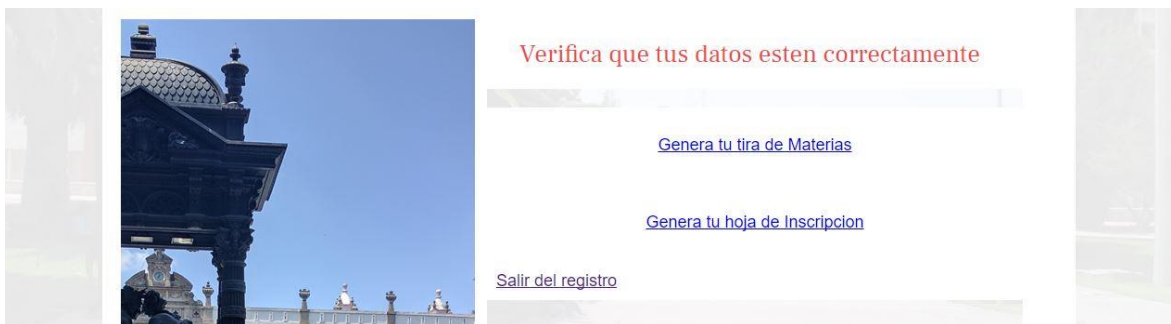 Verifica que tus datos esten correctamente
Genera tu tira de Materias
Genera tu hoja de Inscripcion
Salir del registro